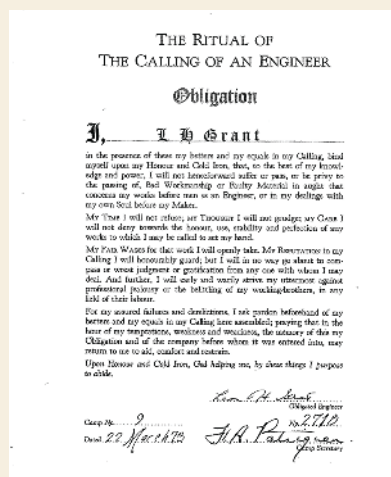 THE RITUAL OF
THE CALLING OF AN ENGINEER
Obligation
I, L H Grant
in the presence of these my betters and my equals in my Calling, bind
myself upon my Honour and Cold Iron, that, to the best of my knowl-
edge and power, I will not henceforward suffer or pass, or be privy to
the passing of, Bad Workmanship or Faulty Material in aught that
concerns my works before men as an Engineer, or in my dealings with
my own Soul before my Maker.
MY TIME I will not refuse; my THOUGHT I will not grudge; my CARE I
will not deny towards the honour, use, stability and perfection of any
works to which I may be called to set my hand.
MY FAIR WAGES for that work I will openly take. MY REPUTATION in my
Calling I will honourably guard; but I will in no way go about to com-
pass or wrest judgment or gratification from any one with whom I may
deal. And further, I will early and warily strive my uttermost against
professional jealousy or the belittling of my working-brothers, in any
field of their labour.
For my assured failures and derelictions, I ask pardon beforehand of my
betters and my equals in my Calling here assembled; praying that in the
hour of my temptations, weakness and weariness, the memory of this my
Obligation and of the company before whom it was entered into, may
return to me to aid, comfort and restrain.
Upon Honour and Cold Iron, God helping me, by these things I purpose
to abide.
Obligated Engineer
Camp No. 9
Dated 22 March 73
Camp Secretary